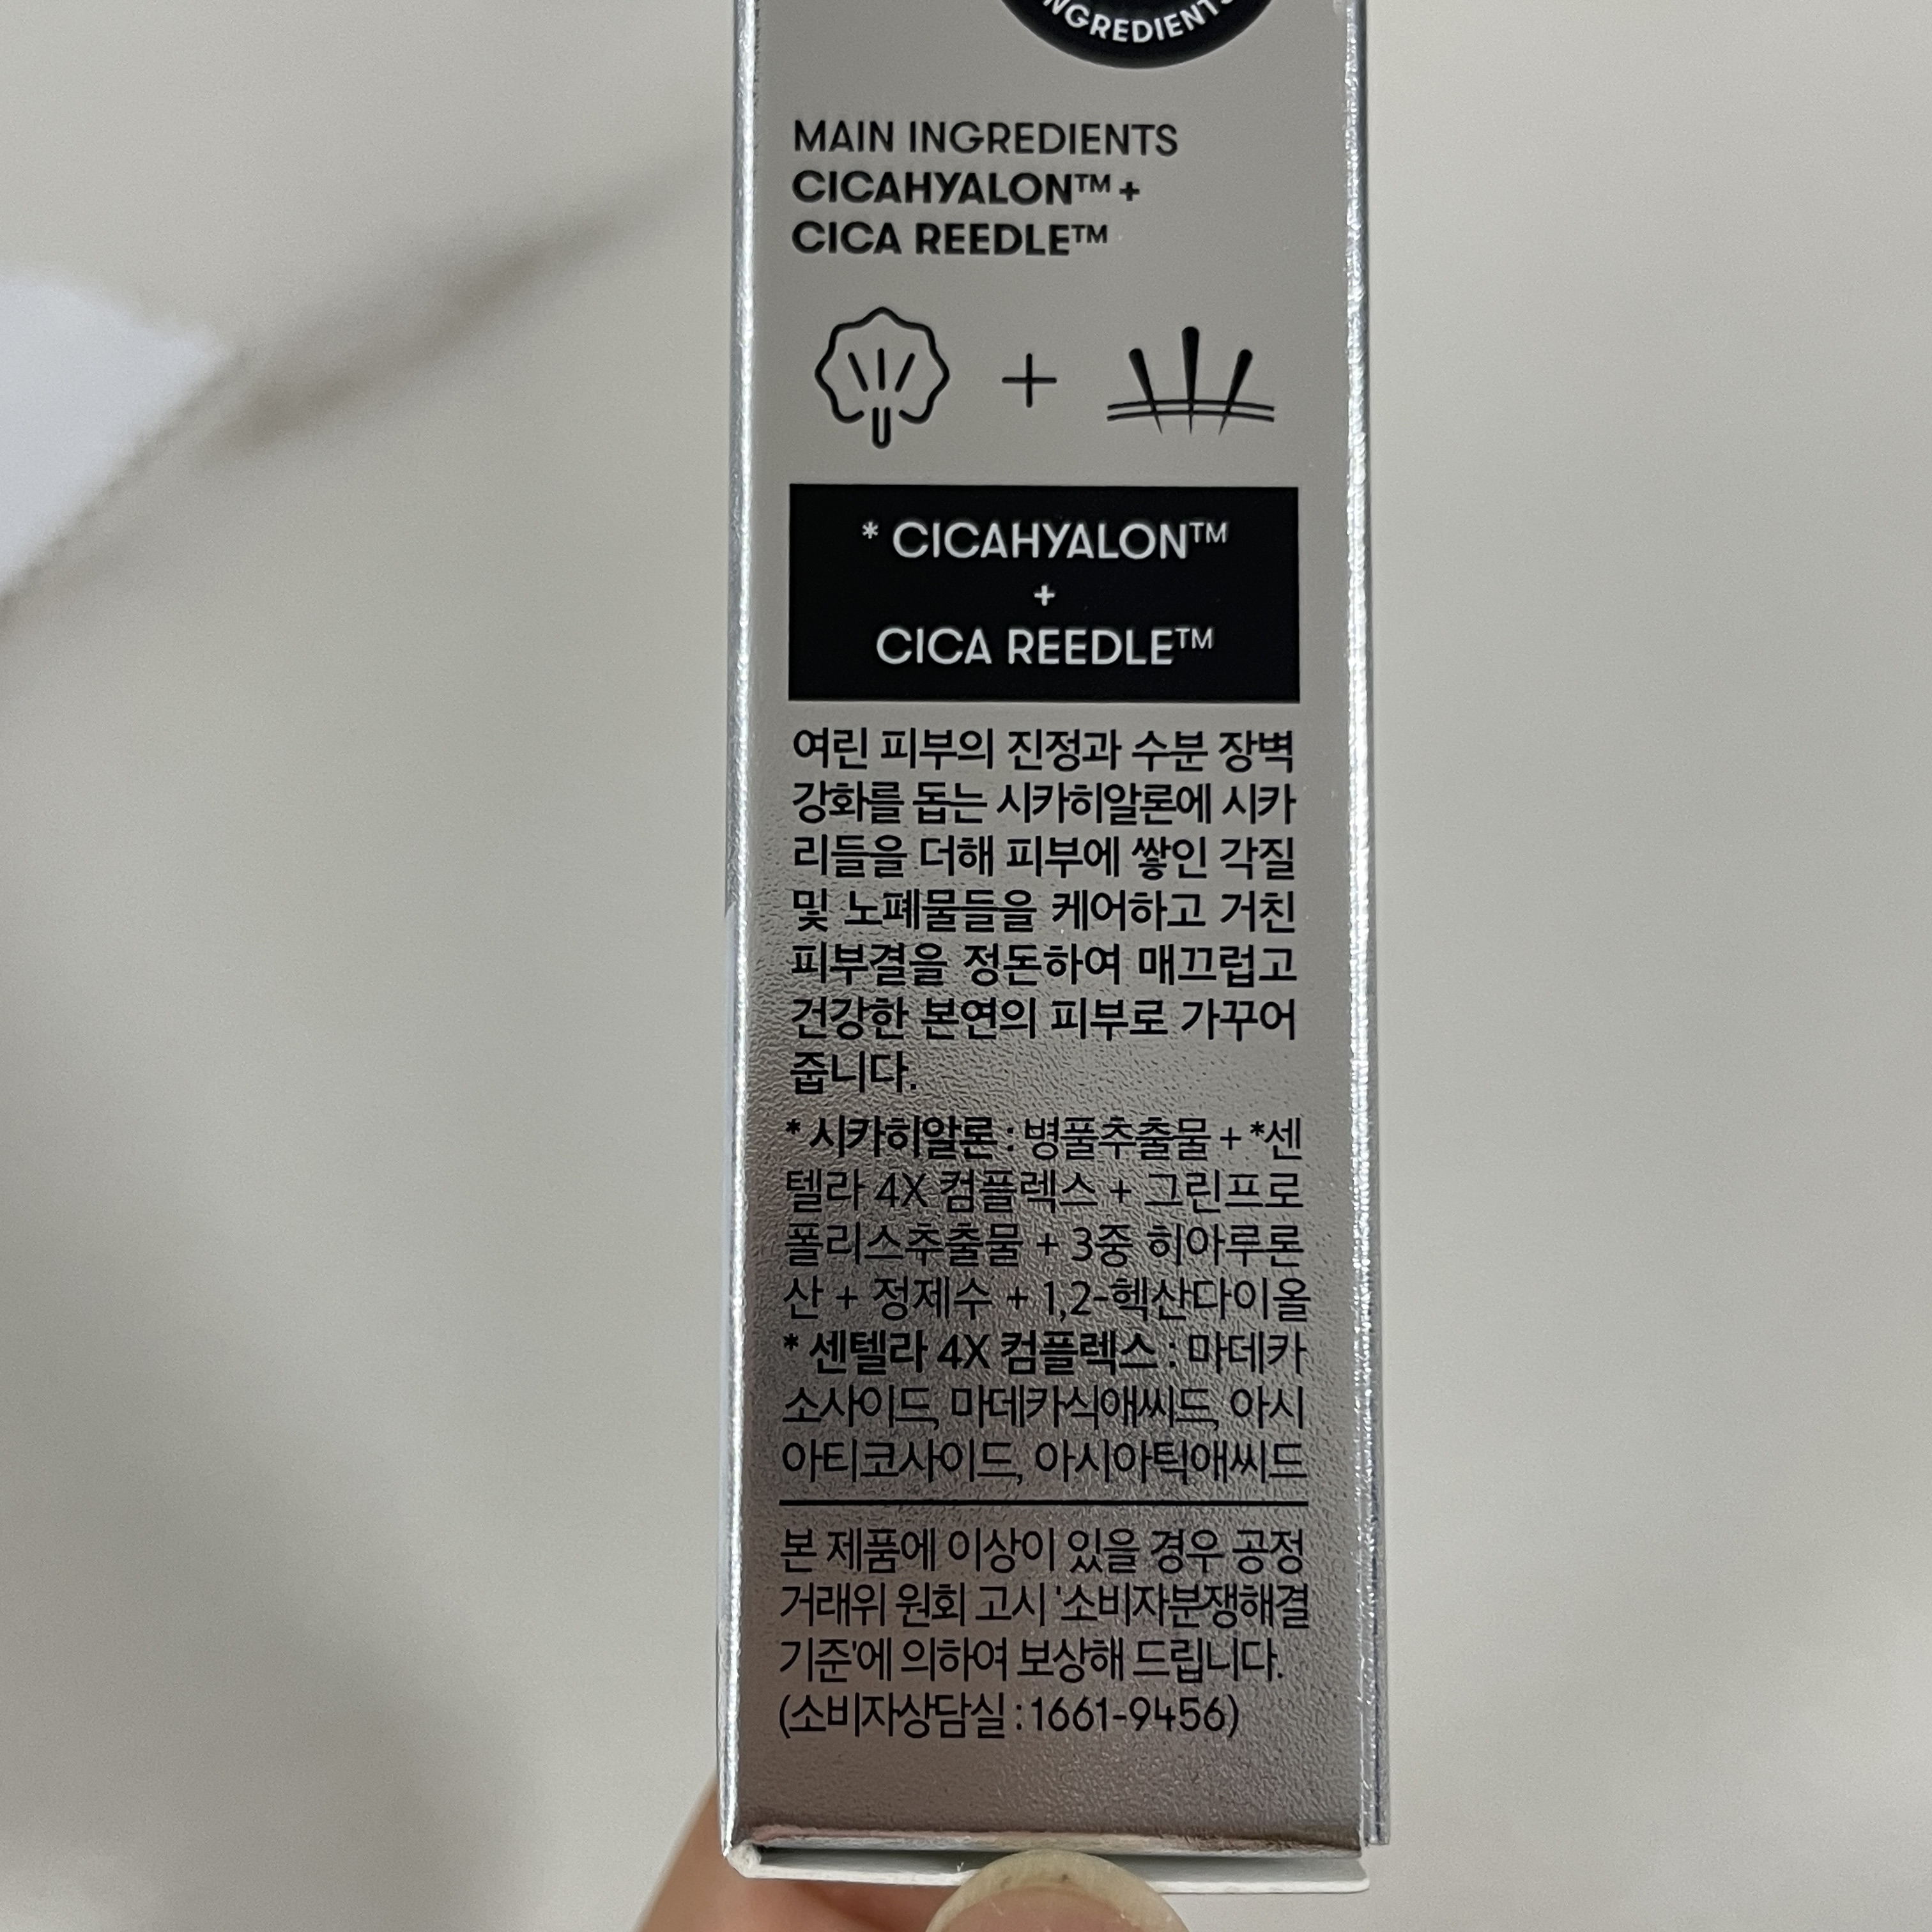 INGREDIENTS
MAIN INGREDIENTS
CICAHYALON™ +
CICA REEDLE™
+
* CICAHYALON™
+
CICA REEDLE™
여린 피부의 진정과 수분 장벽
강화를 돕는 시카히알론에 시카
리들을 더해 피부에 쌓인 각질
및 노폐물들을 케어하고 거친
피부결을 정돈하여 매끄럽고
건강한 본연의 피부로 가꾸어
줍니다.
* 시카히알론 : 병풀추출물 + *센
텔라 4X 컴플렉스 + 그린프로
폴리스추출물 + 3중 히아루론
산 + 정제수 + 1,2-헥산다이올
* 센텔라 4X 컴플렉스 : 마데카
소사이드, 마데카식애씨드, 아시
아티코사이드, 아시아틱애씨드
본 제품에 이상이 있을 경우 공정
거래위 원회 고시 '소비자분쟁해결
기준'에 의하여 보상해 드립니다.
(소비자상담실 : 1661-9456)